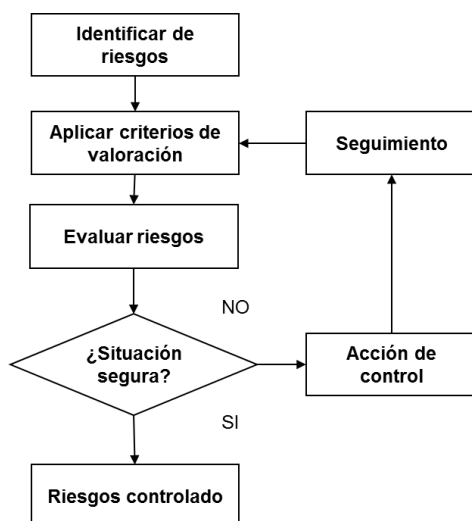 Identificar de
riesgos
Aplicar criterios de
valoración
Seguimiento
Evaluar riesgos
NO
¿Situación
segura?
Acción de
control
SI
Riesgos controlado